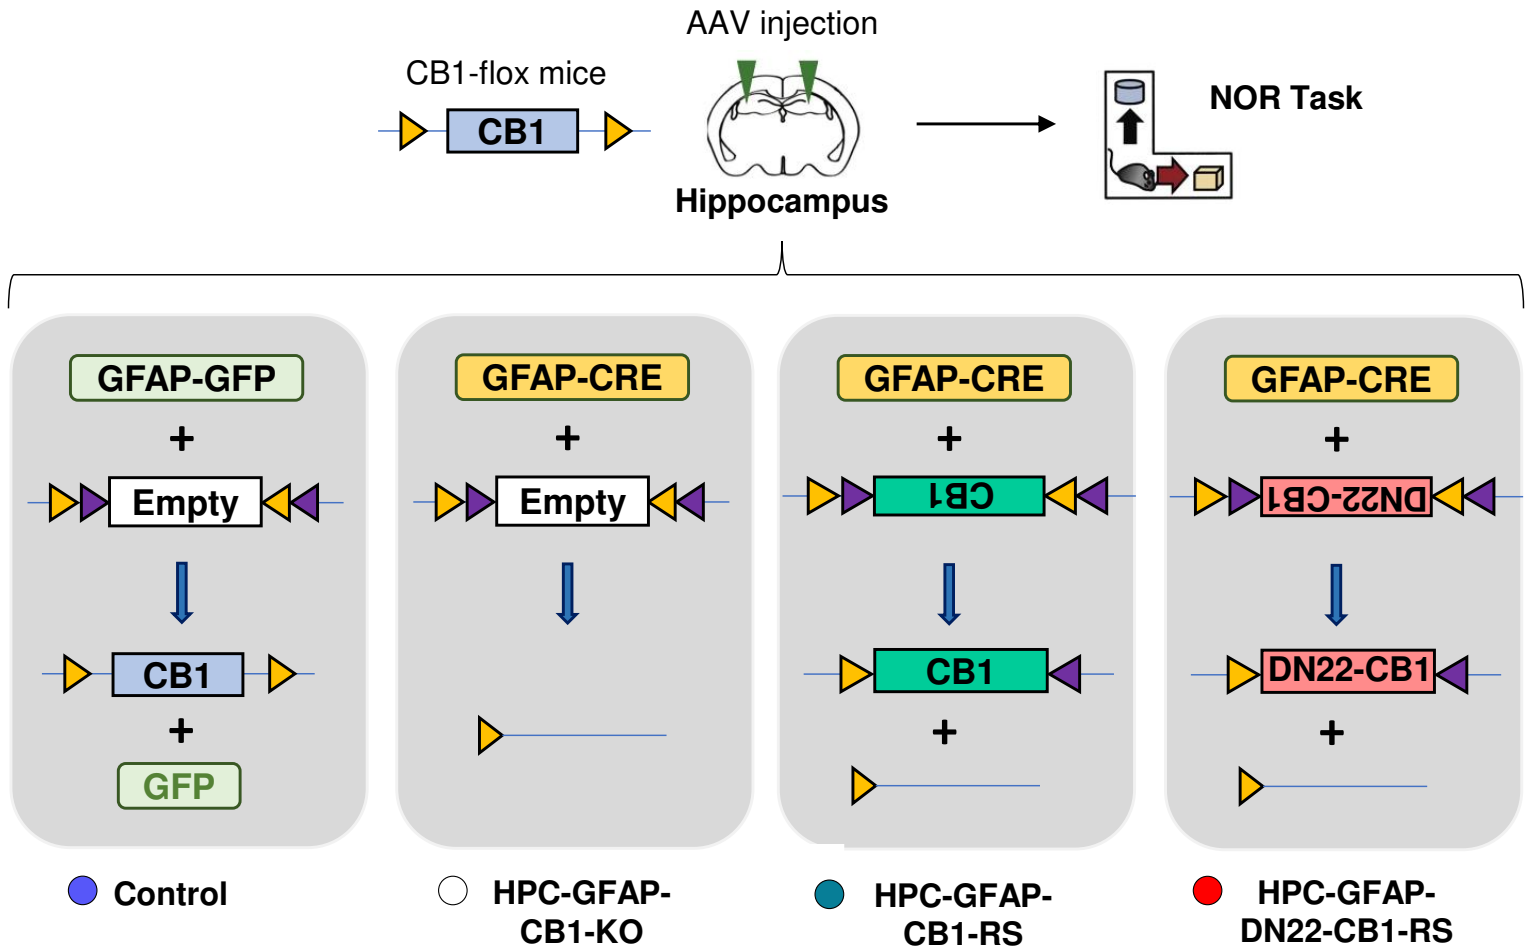 AAV injection
CB1-flox mice
CB1
Hippocampus
NOR Task
GFAP-GFP
+
Empty
CB1
+
GFP
Control
GFAP-CRE
+
Empty
HPC-GFAP-
CB1-KO
GFAP-CRE
+
CB1
CB1
+
HPC-GFAP-
CB1-RS
GFAP-CRE
+
DN22-CB1
DN22-CB1
+
HPC-GFAP-
DN22-CB1-RS